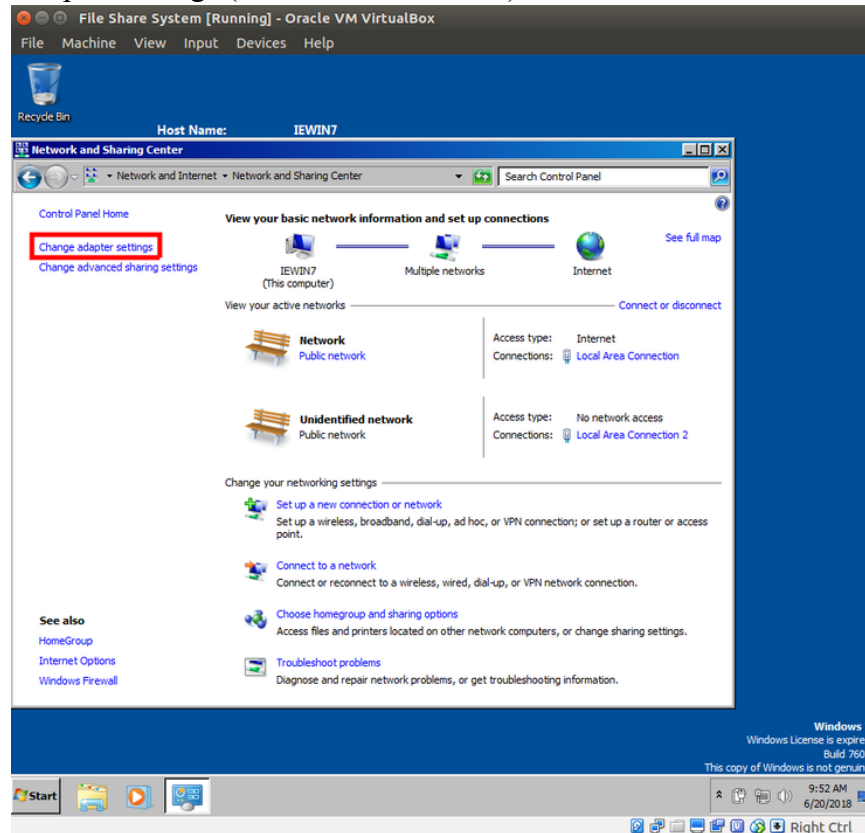 File Share System [Running] - Oracle VM VirtualBox
File Machine View Input Devices Help
Recycle Bin
Host Name: IEWIN7
Network and Sharing Center
Network and Internet Network and Sharing Center Search Control Panel
Control Panel Home
Change adapter settings
Change advanced sharing settings
View your basic network information and set up connections
See full map
IEWIN7 Multiple networks Internet
(This computer)
View your active networks Connect or disconnect
Network Access type: Internet
Public network Connections: Local Area Connection
Unidentified network Access type: No network access
Public network Connections: Local Area Connection 2
Change your networking settings
Set up a new connection or network
Set up a wireless, broadband, dial-up, ad hoc, or VPN connection; or set up a router or access
point.
Connect to a network
Connect or reconnect to a wireless, wired, dial-up, or VPN network connection.
Choose homegroup and sharing options
Access files and printers located on other network computers, or change sharing settings.
Troubleshoot problems
Diagnose and repair network problems, or get troubleshooting information.
See also
HomeGroup
Internet Options
Windows Firewall
Windows
Windows License is expire
Build 760
This copy of Windows is not genuin
Start 9:52 AM
6/20/2018
Right Ctrl